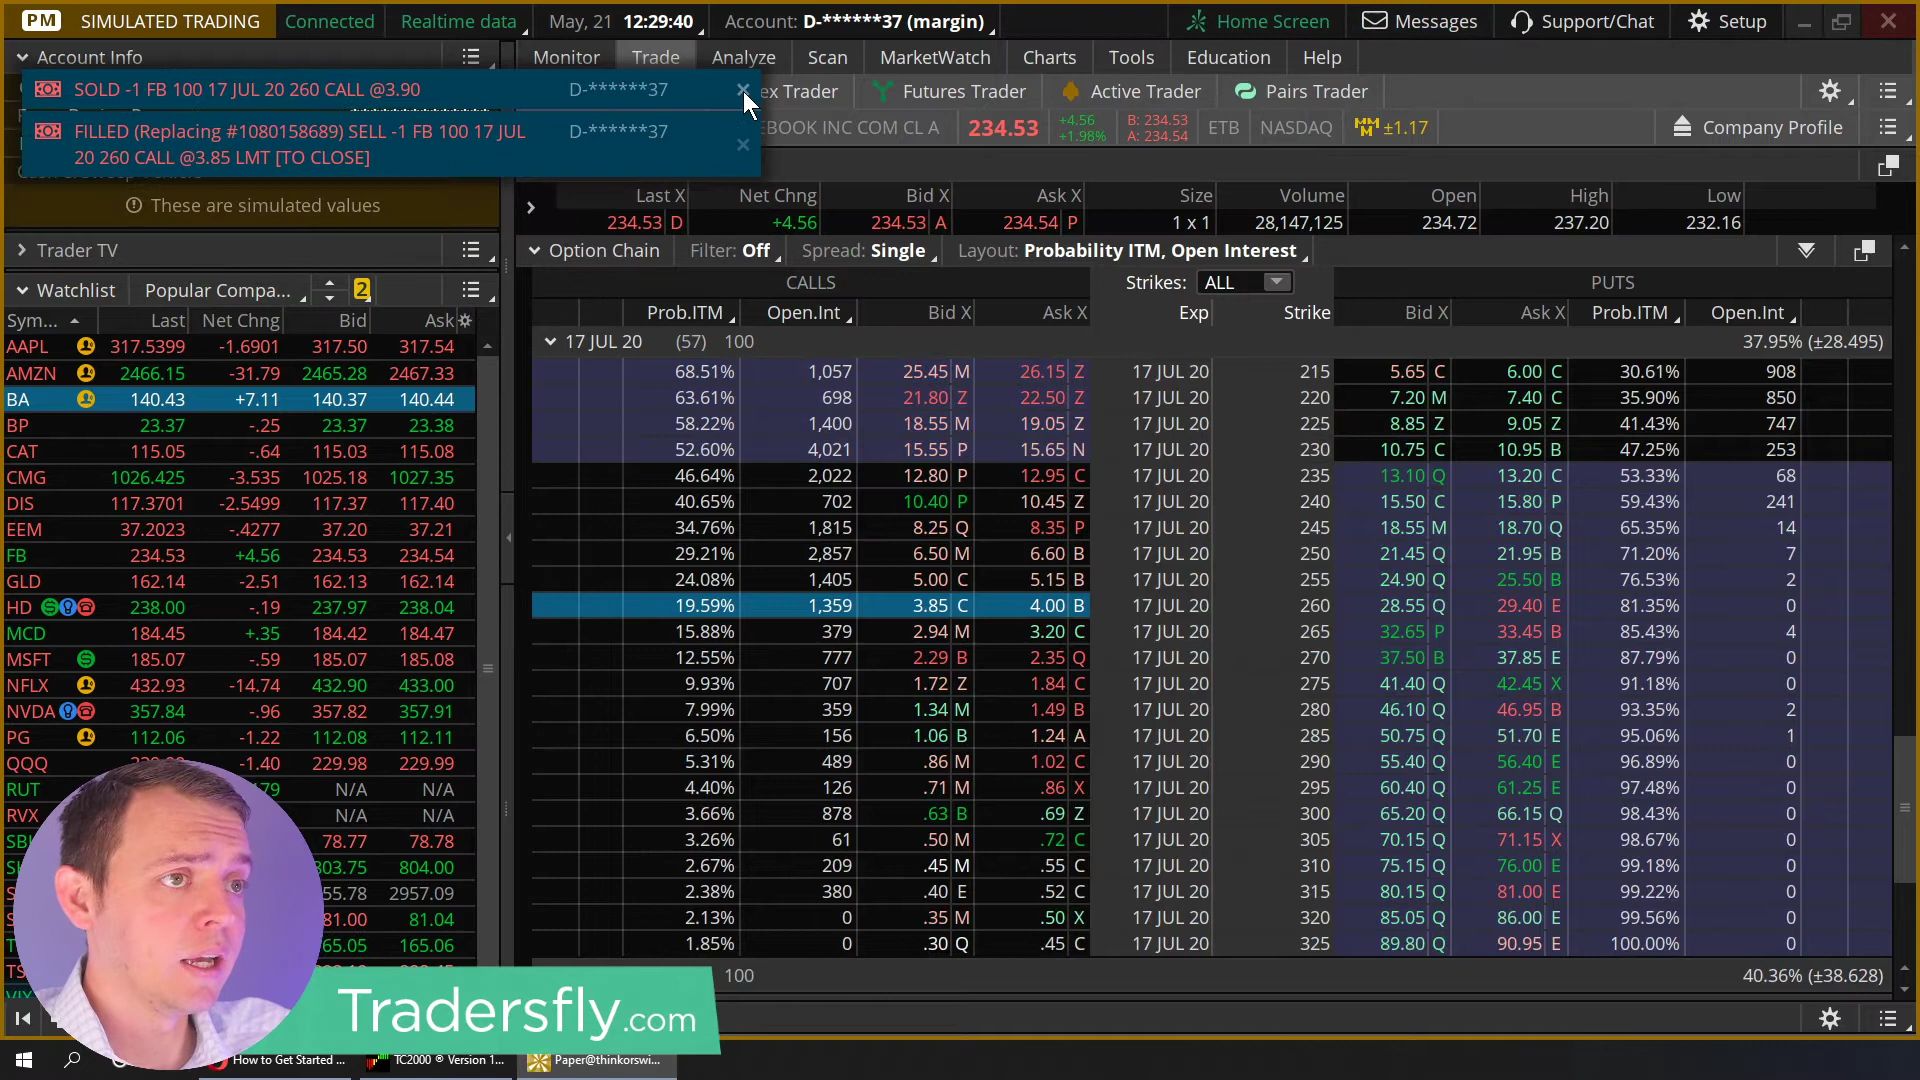 PM SIMULATED TRADING Connected Realtime data May, 21 12:29:40 Account: D-******37 (margin) Home Screen Messages Support/Chat Setup
Account Info Monitor Trade Analyze Scan MarketWatch Charts Tools Education Help
SOLD -1 FB 100 17 JUL 20 260 CALL @3.90 D-******37
ex Trader Futures Trader Active Trader Pairs Trader
FILLED (Replacing #1080158689) SELL -1 FB 100 17 JUL D-******37
20 260 CALL @3.85 LMT [TO CLOSE]
EBOOK INC COM CL A 234.53 +4.56 +1.98% B: 234.53 A: 234.54 ETB NASDAQ MMM ±1.17 Company Profile
These are simulated values
Last X Net Chng Bid X Ask X Size Volume Open High Low
234.53 D +4.56 234.53 A 234.54 P 1 x 1 28,147,125 234.72 237.20 232.16
Trader TV
Option Chain Filter: Off Spread: Single Layout: Probability ITM, Open Interest
Watchlist Popular Compa... 2
CALLS Strikes: ALL PUTS
Sym... Last Net Chng Bid Ask
Prob.ITM Open.Int Bid X Ask X Exp Strike Bid X Ask X Prob.ITM Open.Int
17 JUL 20 (57) 100 37.95% (±28.495)
AAPL 317.5399 -1.6901 317.50 317.54
AMZN 2466.15 -31.79 2465.28 2467.33
BA 140.43 +7.11 140.37 140.44
BP 23.37 -.25 23.37 23.38
CAT 115.05 -.64 115.03 115.08
CMG 1026.425 -3.535 1025.18 1027.35
DIS 117.3701 -2.5499 117.37 117.40
EEM 37.2023 -.4277 37.20 37.21
FB 234.53 +4.56 234.53 234.54
GLD 162.14 -2.51 162.13 162.14
HD 238.00 -.19 237.97 238.04
MCD 184.45 +.35 184.42 184.47
MSFT 185.07 -.59 185.07 185.08
NFLX 432.93 -14.74 432.90 433.00
NVDA 357.84 -.96 357.82 357.91
PG 112.06 -1.22 112.08 112.11
QQQ -1.40 229.98 229.99
RUT 179 N/A N/A
RVX N/A N/A
78.77 78.78
803.75 804.00
55.78 2957.09
81.00 81.04
65.05 165.06
68.51% 1,057 25.45 M 26.15 Z 17 JUL 20 215 5.65 C 6.00 C 30.61% 908
63.61% 698 21.80 Z 22.50 Z 17 JUL 20 220 7.20 M 7.40 C 35.90% 850
58.22% 1,400 18.55 M 19.05 Z 17 JUL 20 225 8.85 Z 9.05 Z 41.43% 747
52.60% 4,021 15.55 P 15.65 N 17 JUL 20 230 10.75 C 10.95 B 47.25% 253
46.64% 2,022 12.80 P 12.95 C 17 JUL 20 235 13.10 Q 13.20 C 53.33% 68
40.65% 702 10.40 P 10.45 Z 17 JUL 20 240 15.50 C 15.80 P 59.43% 241
34.76% 1,815 8.25 Q 8.35 P 17 JUL 20 245 18.55 M 18.70 Q 65.35% 14
29.21% 2,857 6.50 M 6.60 B 17 JUL 20 250 21.45 Q 21.95 B 71.20% 7
24.08% 1,405 5.00 C 5.15 B 17 JUL 20 255 24.90 Q 25.50 B 76.53% 2
19.59% 1,359 3.85 C 4.00 B 17 JUL 20 260 28.55 Q 29.40 E 81.35% 0
15.88% 379 2.94 M 3.20 C 17 JUL 20 265 32.65 P 33.45 B 85.43% 4
12.55% 777 2.29 B 2.35 Q 17 JUL 20 270 37.50 B 37.85 E 87.79% 0
9.93% 707 1.72 Z 1.84 C 17 JUL 20 275 41.40 Q 42.45 X 91.18% 0
7.99% 359 1.34 M 1.49 B 17 JUL 20 280 46.10 Q 46.95 B 93.35% 2
6.50% 156 1.06 B 1.24 A 17 JUL 20 285 50.75 Q 51.70 E 95.06% 1
5.31% 489 .86 M 1.02 C 17 JUL 20 290 55.40 Q 56.40 E 96.89% 0
4.40% 126 .71 M .86 X 17 JUL 20 295 60.40 Q 61.25 E 97.48% 0
3.66% 878 .63 B .69 Z 17 JUL 20 300 65.20 Q 66.15 Q 98.43% 0
3.26% 61 .50 M .72 C 17 JUL 20 305 70.15 Q 71.15 X 98.67% 0
2.67% 209 .45 M .55 C 17 JUL 20 310 75.15 Q 76.00 E 99.18% 0
2.38% 380 .40 E .52 C 17 JUL 20 315 80.15 Q 81.00 E 99.22% 0
2.13% 0 .35 M .50 X 17 JUL 20 320 85.05 Q 86.00 E 99.56% 0
1.85% 0 .30 Q .45 C 17 JUL 20 325 89.80 Q 90.95 E 100.00% 0
100 40.36% (±38.628)
Tradersfly.com
How to Get Started ... TC2000 ® Version 1... Paper@thinkorswi...